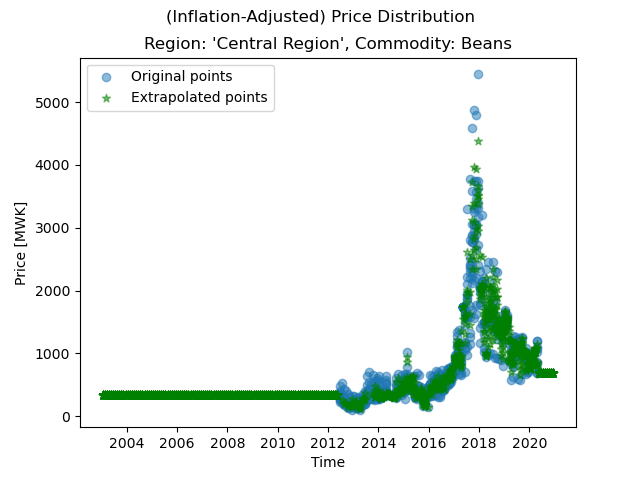 (Inflation-Adjusted) Price Distribution
Region: 'Central Region', Commodity: Beans
Original points
Extrapolated points
Price [MWK]
5000
4000
3000
2000
1000
0
2004 2006 2008 2010 2012 2014 2016 2018 2020
Time